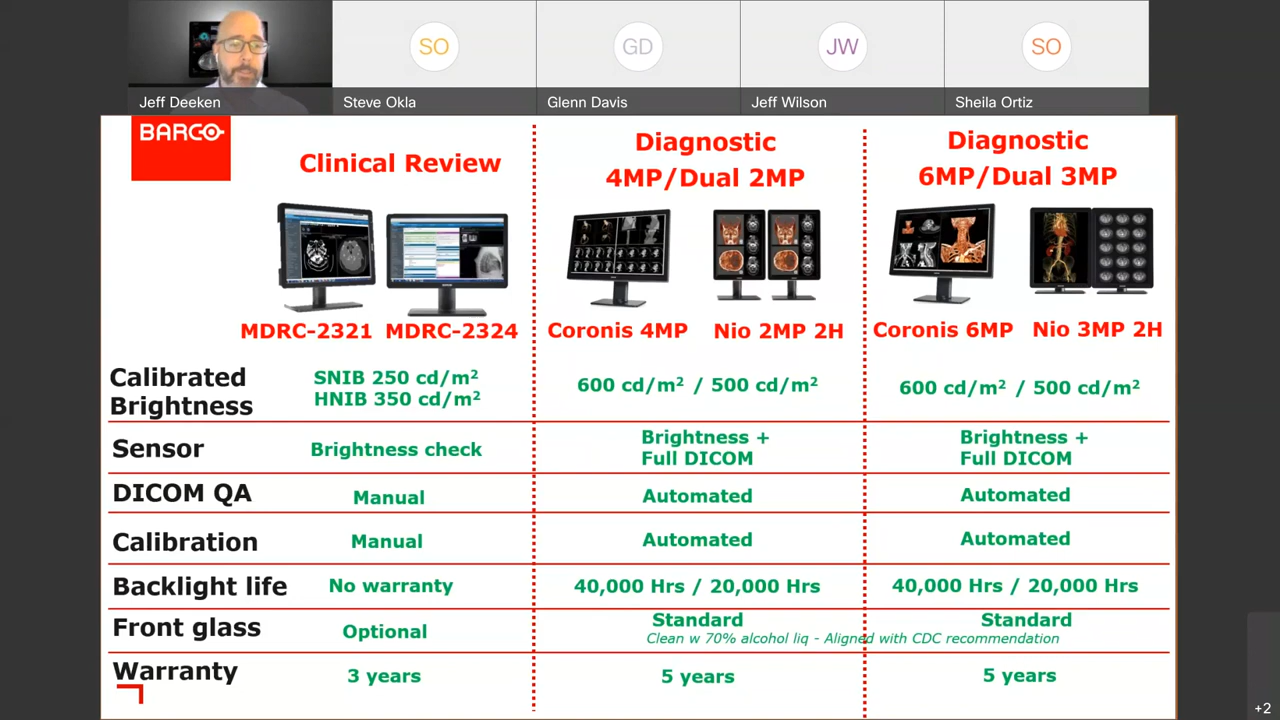 SO
GD
JW
SO
Jeff Deeken
Steve Okla
Glenn Davis
Jeff Wilson
Sheila Ortiz
BARCO
Clinical Review
Diagnostic
4MP/Dual 2MP
Diagnostic
6MP/Dual 3MP
MDRC-2321 MDRC-2324
Coronis 4MP Nio 2MP 2H
Coronis 6MP Nio 3MP 2H
Calibrated
Brightness
SNIB 250 cd/m²
HNIB 350 cd/m²
600 cd/m² / 500 cd/m²
600 cd/m² / 500 cd/m²
Sensor
Brightness check
Brightness +
Full DICOM
Brightness +
Full DICOM
DICOM QA
Manual
Automated
Automated
Calibration
Manual
Automated
Automated
Backlight life
No warranty
40,000 Hrs / 20,000 Hrs
40,000 Hrs / 20,000 Hrs
Front glass
Optional
Standard
Standard
Clean w 70% alcohol liq - Aligned with CDC recommendation
Warranty
3 years
5 years
5 years
+2